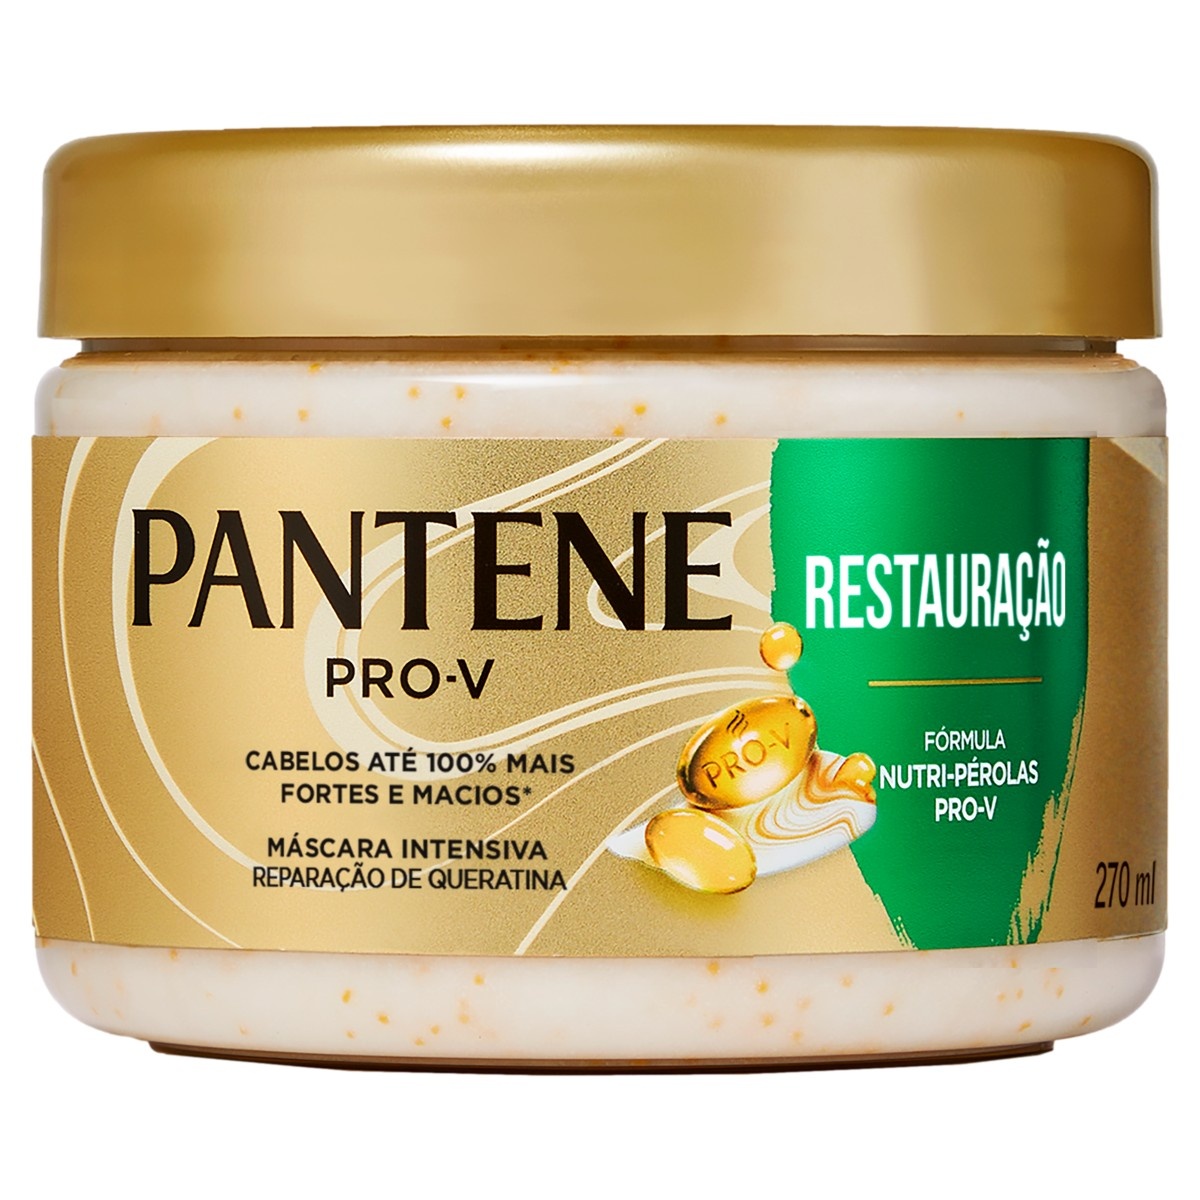 PANTENE
PRO-V
CABELOS ATÉ 100% MAIS
FORTES E MACIOS*
MÁSCARA INTENSIVA
REPARAÇÃO DE QUERATINA
RESTAURAÇÃO
FÓRMULA
NUTRI-PÉROLAS
PRO-V
PRO-V
270 ml